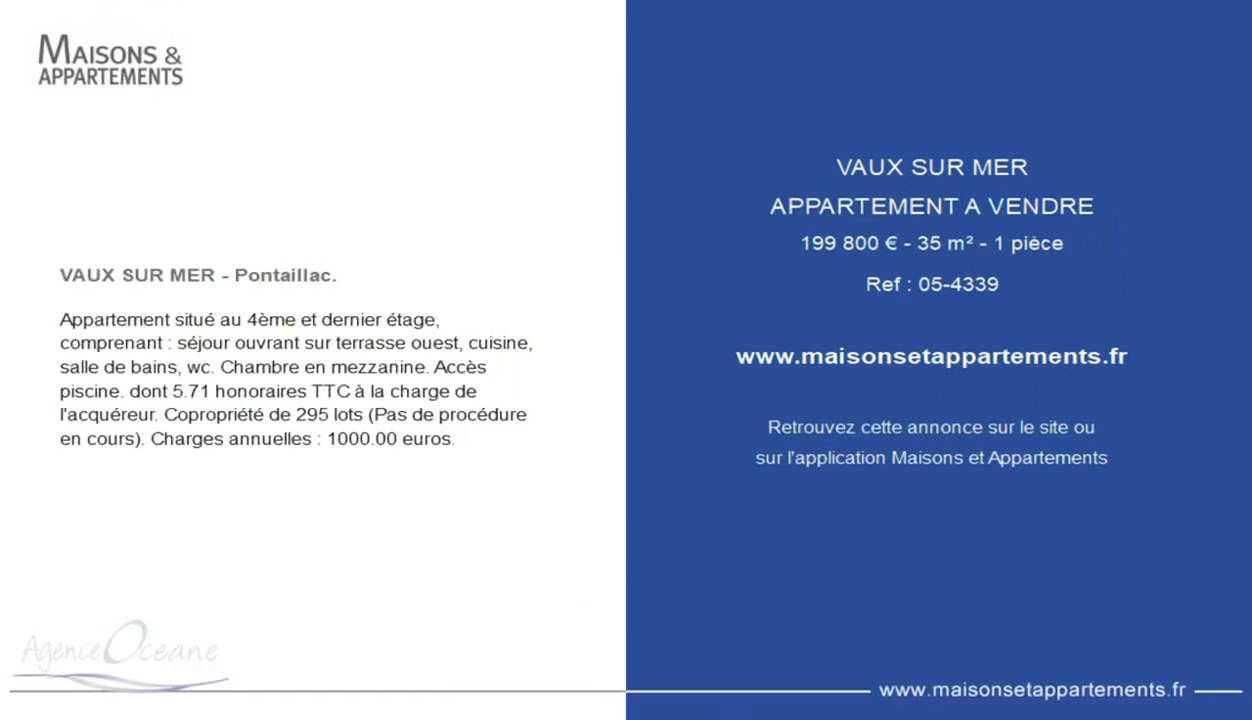 MAISONS &
APPARTEMENTS
VAUX SUR MER - Pontaillac.
Appartement situé au 4ème et dernier étage,
comprenant : séjour ouvrant sur terrasse ouest, cuisine,
salle de bains, wc. Chambre en mezzanine. Accès
piscine. dont 5.71 honoraires TTC à la charge de
l'acquéreur. Copropriété de 295 lots (Pas de procédure
en cours). Charges annuelles : 1000.00 euros.
Agence Oceane
VAUX SUR MER
APPARTEMENT A VENDRE
199 800 € - 35 m² - 1 pièce
Ref : 05-4339
www.maisonsetappartements.fr
Retrouvez cette annonce sur le site ou
sur l'application Maisons et Appartements
www.maisonsetappartements.fr